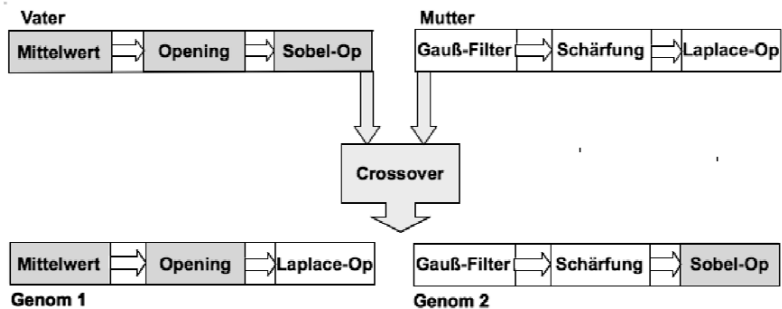 Vater
Mutter
Mittelwert Opening Sobel-Op
Gauß-Filter Schärfung Laplace-Op
Crossover
Mittelwert Opening Laplace-Op
Gauß-Filter Schärfung Sobel-Op
Genom 1
Genom 2